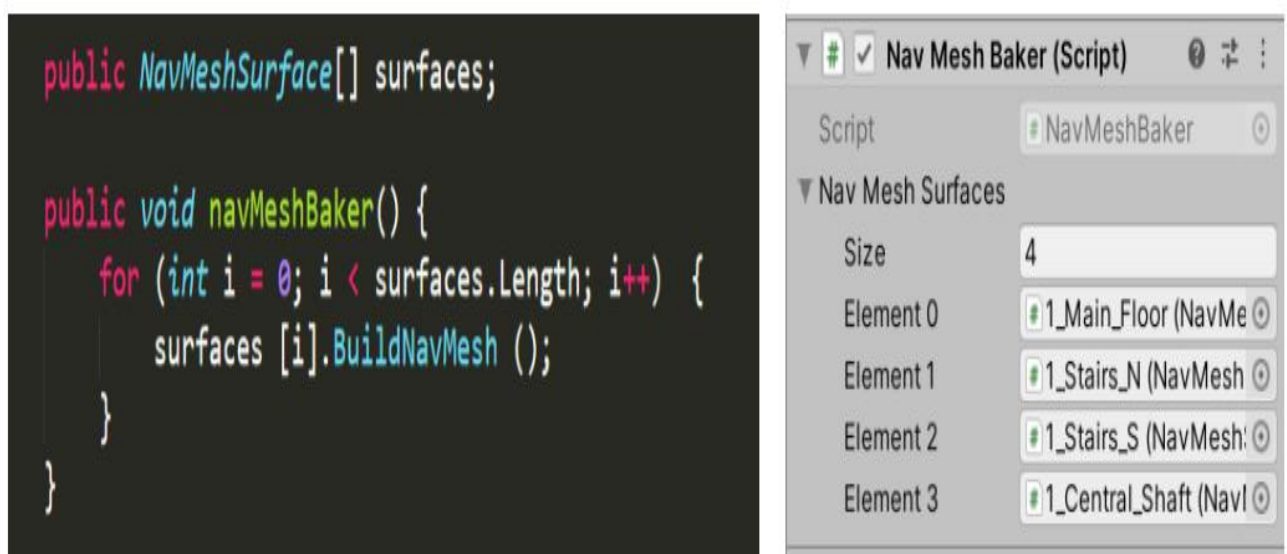 public NavMeshSurface[] surfaces;
public void navMeshBaker() {
for (int i = 0; i < surfaces.Length; i++) {
surfaces [i].BuildNavMesh ();
}
}
# Nav Mesh Baker (Script)
Script # NavMeshBaker
Nav Mesh Surfaces
Size 4
Element 0 # 1_Main_Floor (NavMe
Element 1 # 1_Stairs_N (NavMesh
Element 2 # 1_Stairs_S (NavMesh
Element 3 # 1_Central_Shaft (Nav